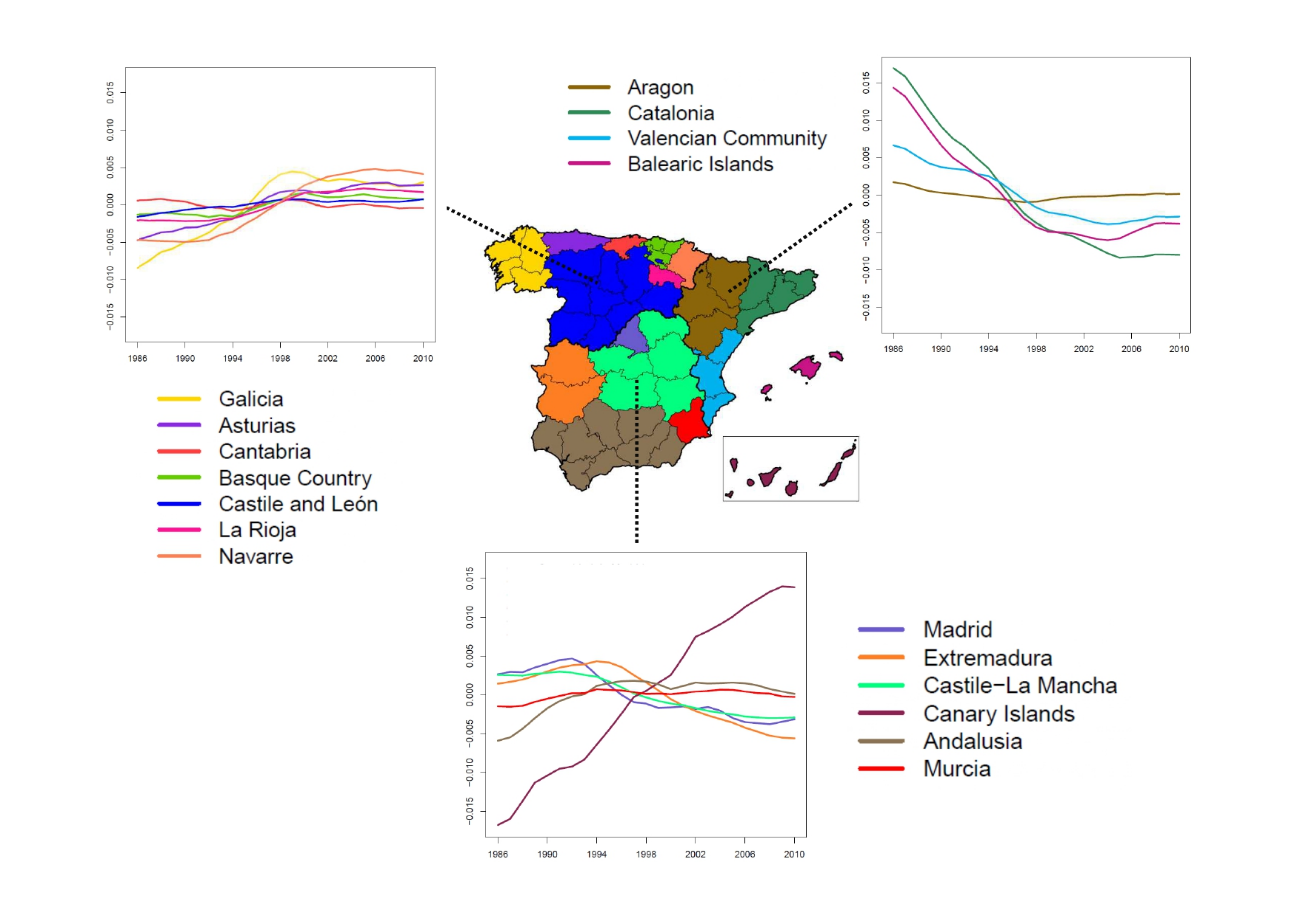 0.015
0.010
0.005
0.000
−0.005
−0.010
−0.015
1986 1990 1994 1998 2002 2006 2010
Galicia
Asturias
Cantabria
Basque Country
Castile and León
La Rioja
Navarre
Aragon
Catalonia
Valencian Community
Balearic Islands
0.015
0.010
0.005
0.000
−0.005
−0.010
−0.015
1986 1990 1994 1998 2002 2006 2010
0.015
0.010
0.005
0.000
−0.005
−0.010
−0.015
1986 1990 1994 1998 2002 2006 2010
Madrid
Extremadura
Castile−La Mancha
Canary Islands
Andalusia
Murcia